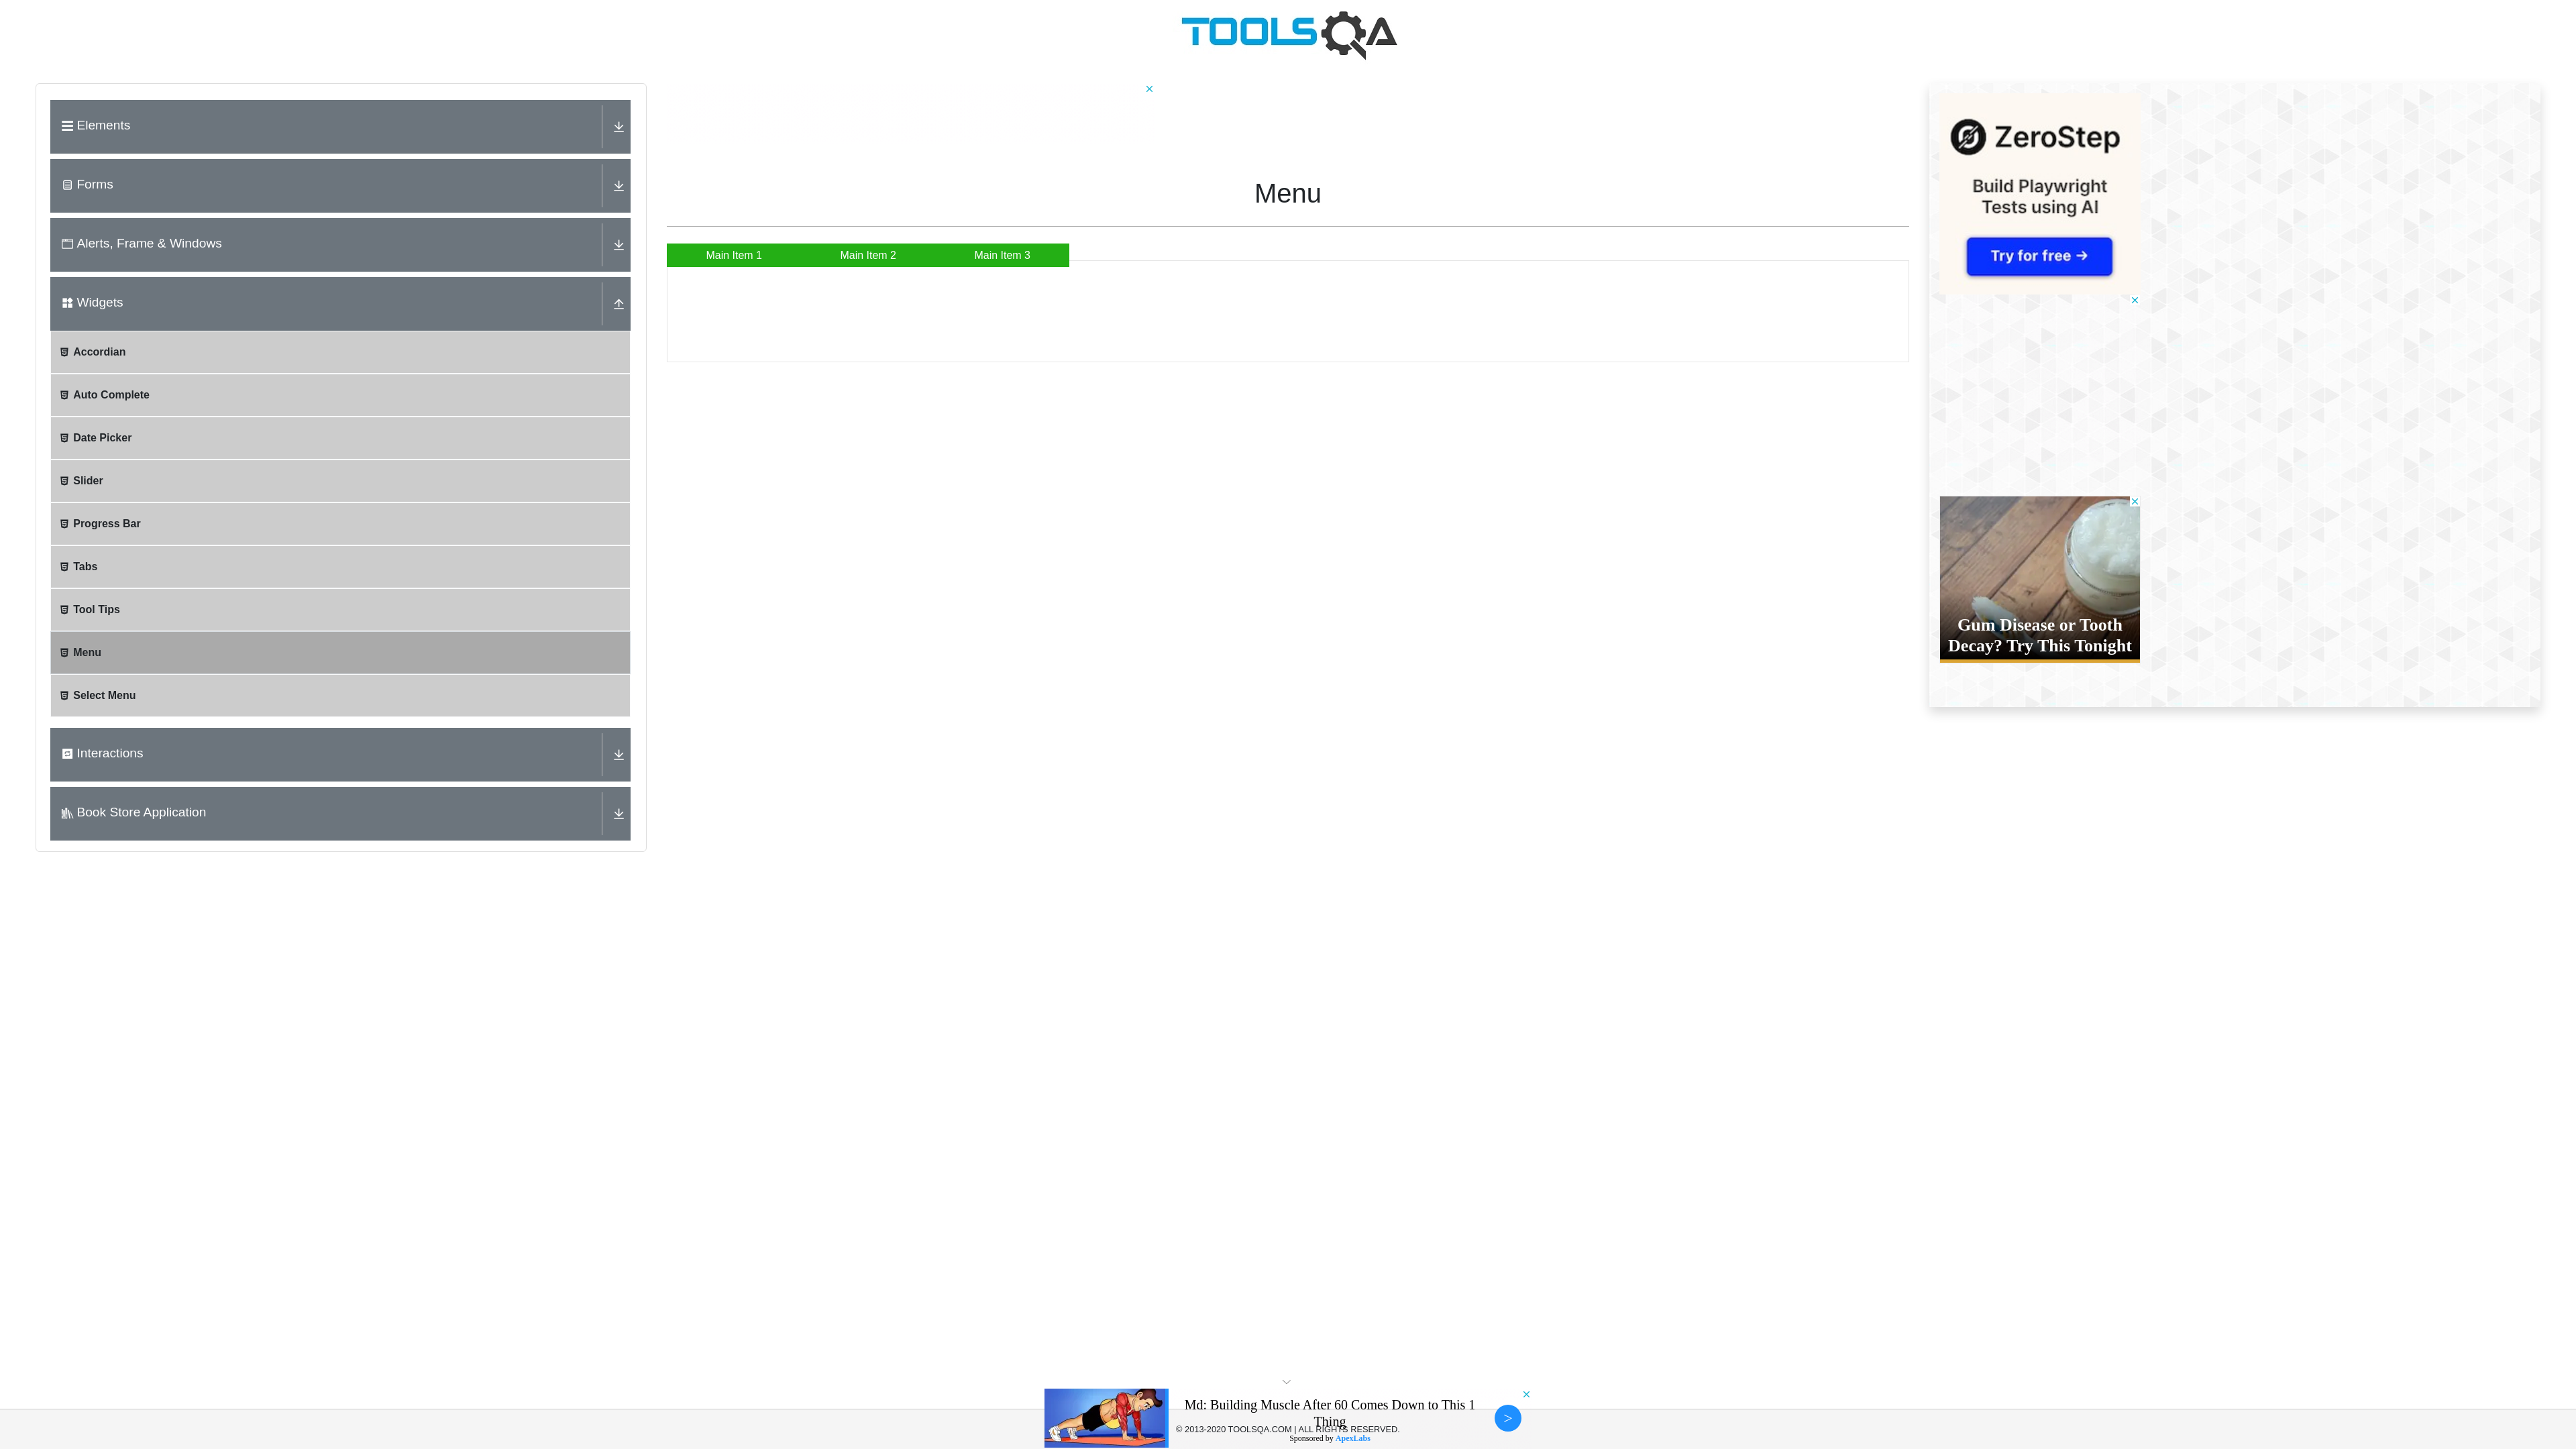 TOOLSQA
Elements
Forms
Alerts, Frame & Windows
Widgets
Accordian
Auto Complete
Date Picker
Slider
Progress Bar
Tabs
Tool Tips
Menu
Select Menu
Interactions
Book Store Application
Menu
Main Item 1
Main Item 2
Main Item 3
ZeroStep
Build Playwright
Tests using AI
Try for free →
Gum Disease or Tooth
Decay? Try This Tonight
Md: Building Muscle After 60 Comes Down to This 1
Thing
© 2013-2020 TOOLSQA.COM | ALL RIGHTS RESERVED.
Sponsored by ApexLabs